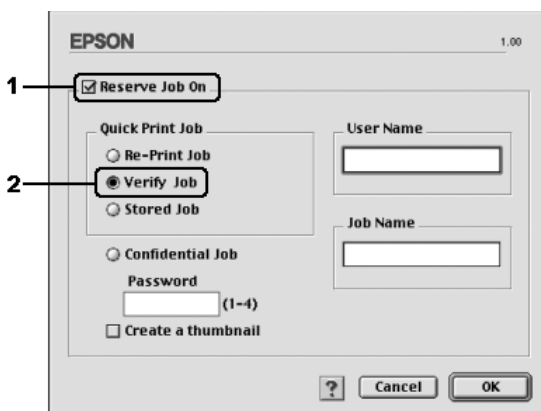 EPSON
1.00
1
Reserve Job On
Quick Print Job
Re-Print Job
2
Verify Job
Stored Job
Confidential Job
Password
(1-4)
Create a thumbnail
User Name
Job Name
?
Cancel
OK